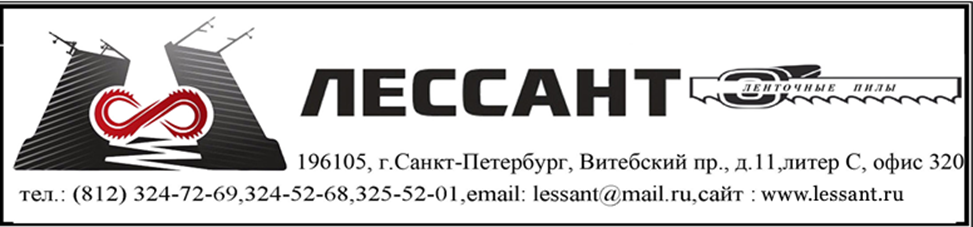 ЛЕССАНТ
ЛЕНТОЧНЫЕ ПИЛЫ
196105, г.Санкт-Петербург, Витебский пр., д.11,литер С, офис 320
тел.: (812) 324-72-69,324-52-68,325-52-01,email: lessant@mail.ru,сайт : www.lessant.ru